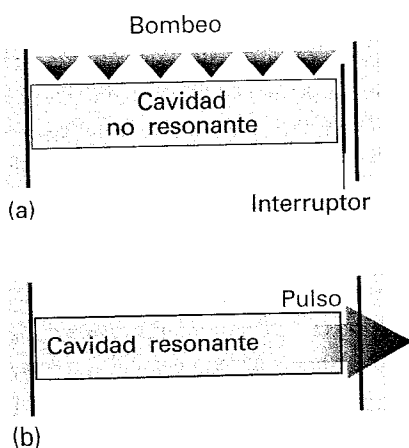 Bombeo
Cavidad
no resonante
Interruptor
(a)
Pulso
Cavidad resonante
(b)